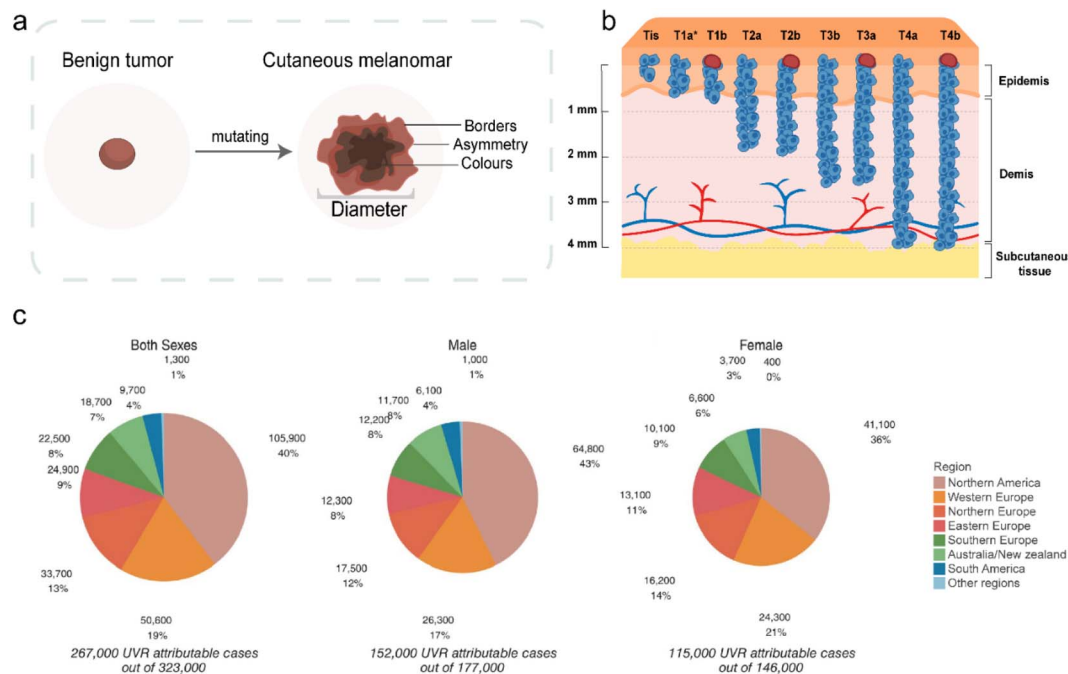 a
Benign tumor
Cutaneous melanomar
mutating
Borders
Asymmetry
Colours
Diameter
b
Tis
T1a*
T1b
T2a
T2b
T3b
T3a
T4a
T4b
1 mm
2 mm
3 mm
4 mm
Epidemis
Demis
Subcutaneous
tissue
c
Both Sexes
1,300
1%
9,700
4%
18,700
7%
22,500
8%
24,900
9%
33,700
13%
50,600
19%
105,900
40%
267,000 UVR attributable cases
out of 323,000
Male
1,000
1%
6,100
4%
11,700
8%
12,200
8%
12,300
8%
17,500
12%
26,300
17%
64,800
43%
152,000 UVR attributable cases
out of 177,000
Female
400
0%
3,700
3%
6,600
6%
10,100
9%
13,100
11%
16,200
14%
24,300
21%
41,100
36%
115,000 UVR attributable cases
out of 146,000
Region
Northern America
Western Europe
Northern Europe
Eastern Europe
Southern Europe
Australia/New zealand
South America
Other regions